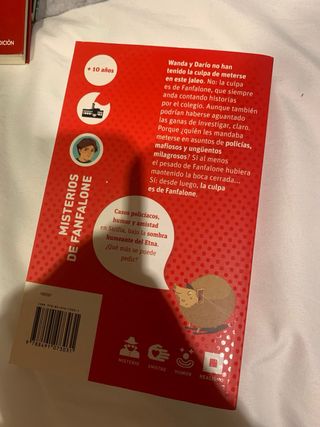 DICIÓN
+ 10 años
Wanda y Darío no han
tenido la culpa de meterse
en este jaleo. No: la culpa
es de Fanfalone, que siempre
anda contando historias
por el colegio. Aunque también
podrían haberse aguantado
las ganas de investigar, claro.
Porque ¿quién les mandaba
meterse en asuntos de policías,
mafiosos y ungüentos
milagrosos? Si al menos
el pesado de Fanfalone hubiera
mantenido la boca cerrada...
Sí: desde luego, la culpa
es de Fanfalone.
MISTERIOS
DE FANFALONE
Casos policíacos,
humor y amistad
en Sicilia, bajo la sombra
humeante del Etna.
¿Qué más se puede
pedir?
MISTERIO
AMISTAD
HUMOR
REALISMO